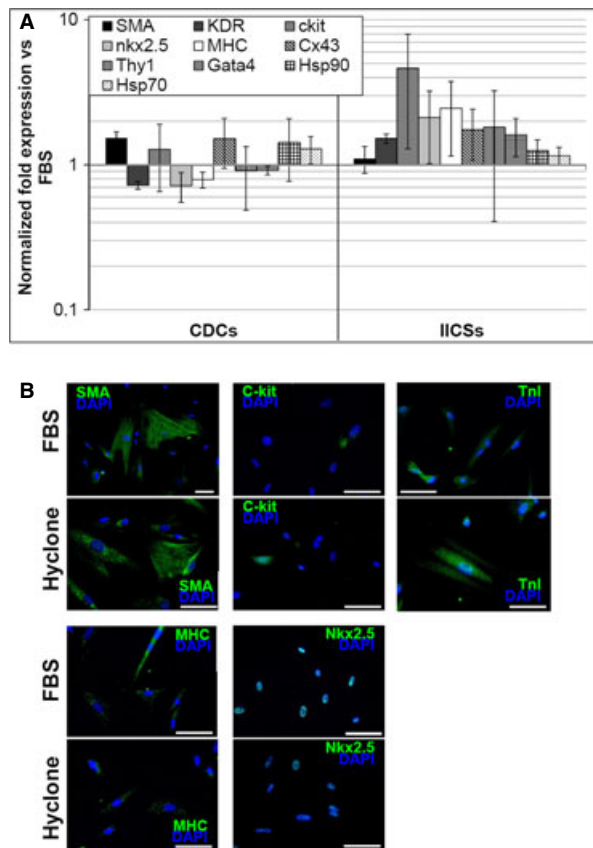 A
10
SMA KDR ckit
nkx2.5 MHC Cx43
Thy1 Gata4 Hsp90
Hsp70
Normalized fold expression vs
FBS
1
0.1
CDCs IICSs
B
FBS
SMA
DAPI
C-kit
DAPI
TnI
DAPI
Hyclone
SMA
DAPI
C-kit
DAPI
TnI
DAPI
FBS
MHC
DAPI
Nkx2.5
DAPI
Hyclone
MHC
DAPI
Nkx2.5
DAPI